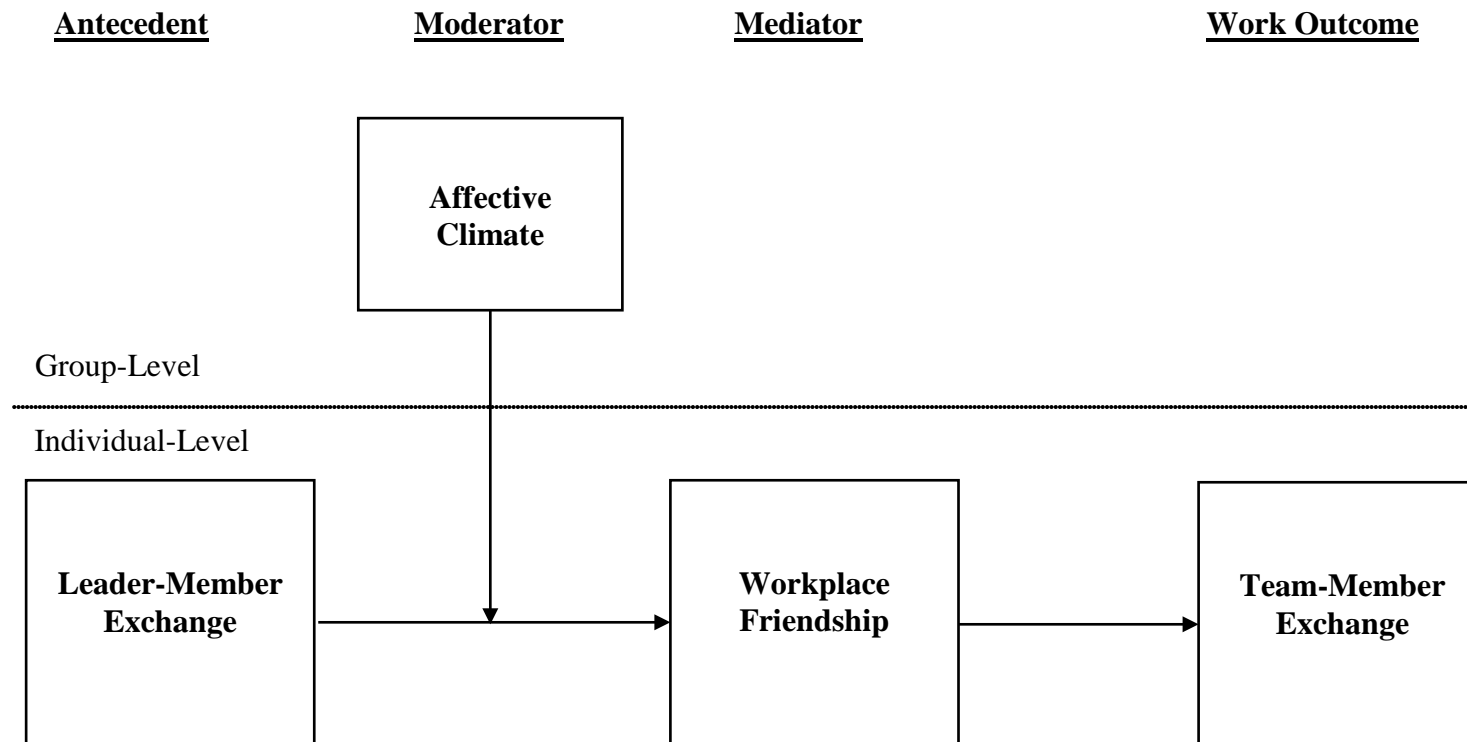 Antecedent Moderator Mediator Work Outcome
Affective
Climate
Group-Level
Individual-Level
Leader-Member
Exchange
Workplace
Friendship
Team-Member
Exchange